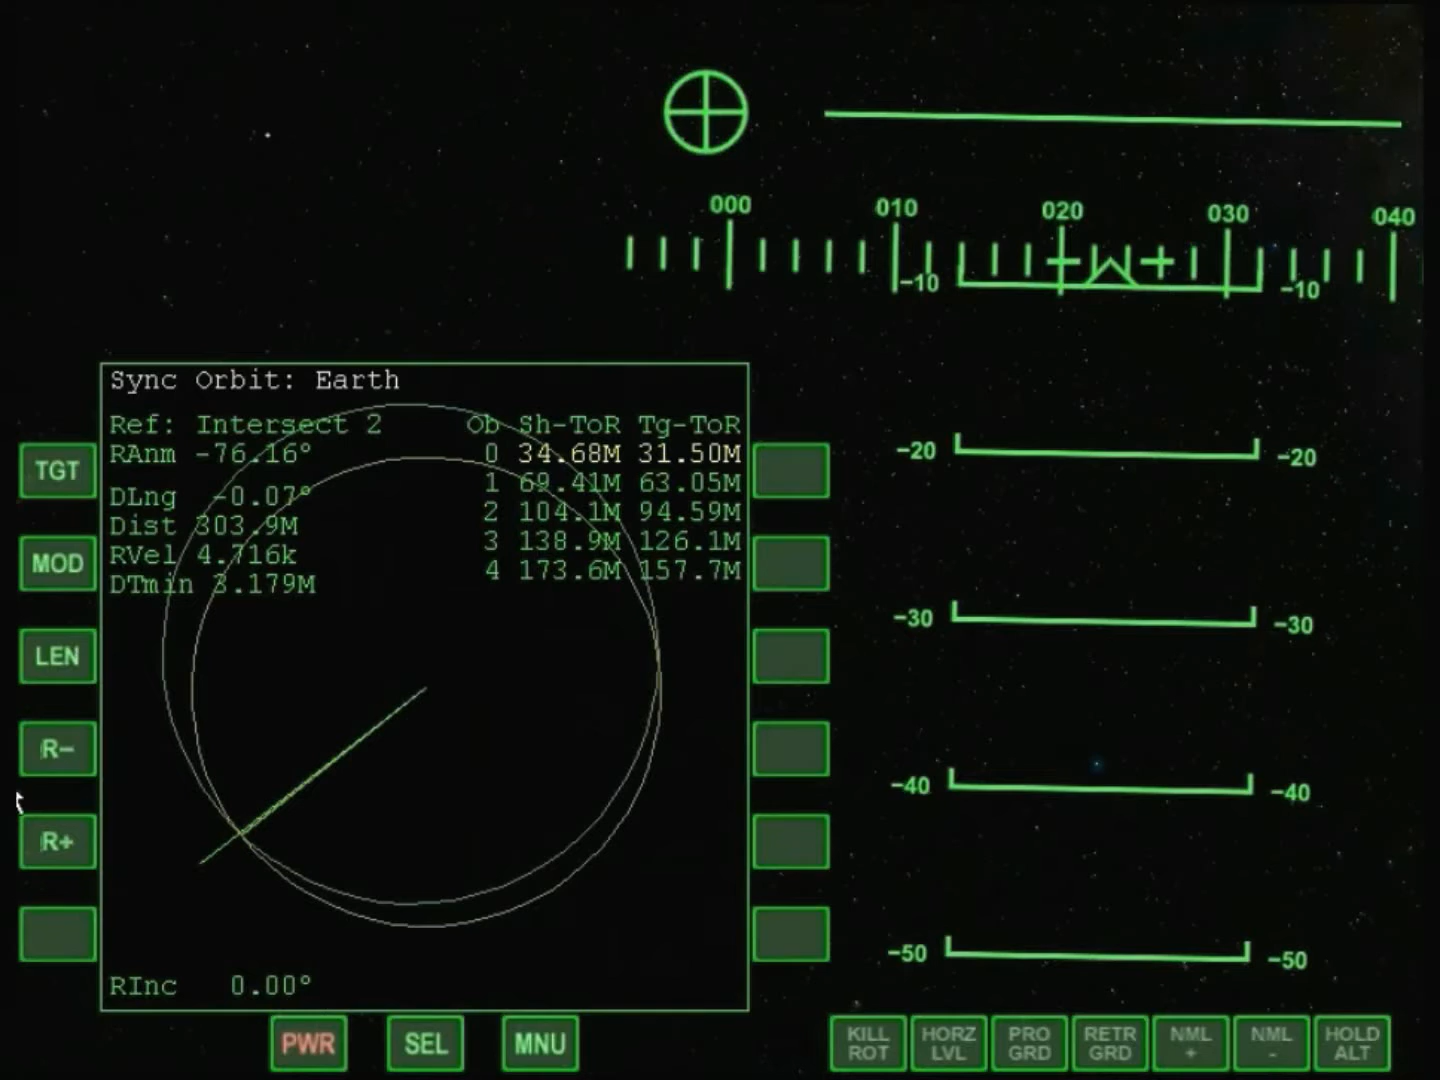 000 010 020 030 040
-10 -10
Sync Orbit: Earth
Ref: Intersect 2 Ob Sh-ToR Tg-ToR
RAnm -76.16° 0 34.68M 31.50M
1 69.41M 63.05M
DLng -0.07° 2 104.1M 94.59M
Dist 303.9M 3 138.9M 126.1M
RVel 4.716k 4 173.6M 157.7M
DTmin 3.179M
RInc 0.00°
TGT
MOD
LEN
R-
R+
-20 -20
-30 -30
-40 -40
-50 -50
PWR SEL MNU
KILL ROT
HORZ LVL
PRO GRD
RETR GRD
NML +
NML -
HOLD ALT